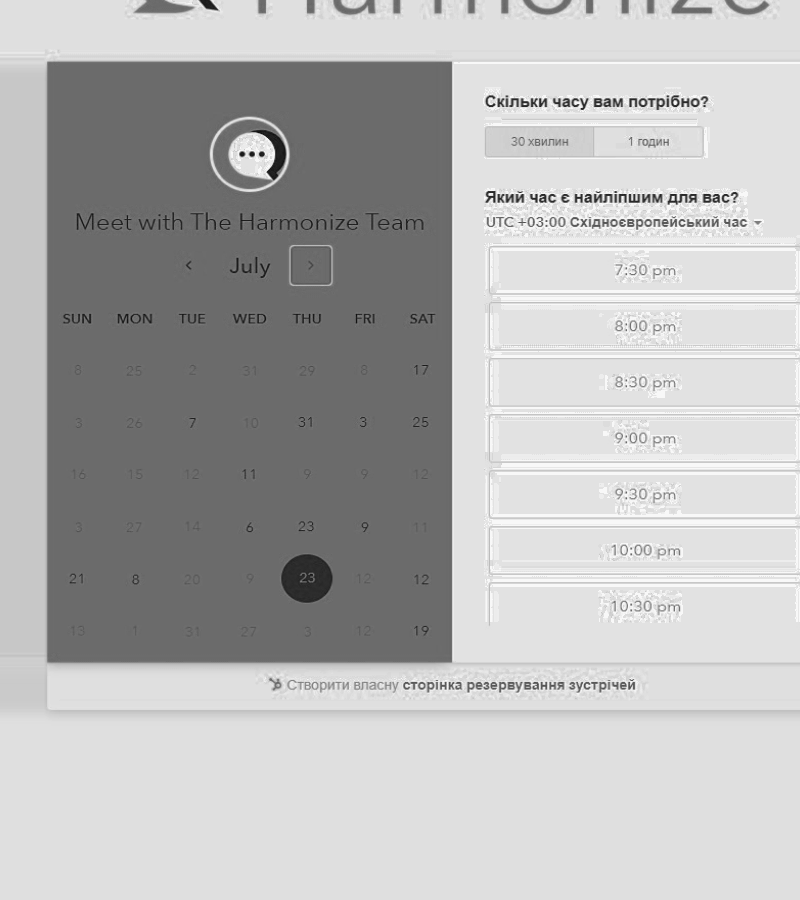 Harmonize
Meet with The Harmonize Team
July
SUN MON TUE WED THU FRI SAT
8 25 2 31 29 8 17
3 26 7 10 31 3 25
16 15 12 11 9 9 12
3 27 14 6 23 9 11
21 8 20 9 23 12 12
13 1 31 27 3 12 19
Скільки часу вам потрібно?
30 хвилин 1 годин
Який час є найліпшим для вас?
UTC +03:00 Східноєвропейський час
7:30 pm
8:00 pm
8:30 pm
9:00 pm
9:30 pm
10:00 pm
10:30 pm
Створити власну сторінка резервування зустрічей